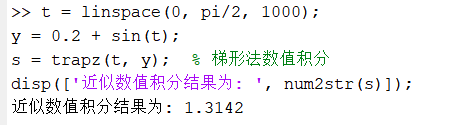 >> t = linspace(0, pi/2, 1000);
y = 0.2 + sin(t);
s = trapz(t, y);  % 梯形法数值积分
disp(['近似数值积分结果为: ', num2str(s)]);
近似数值积分结果为: 1.3142